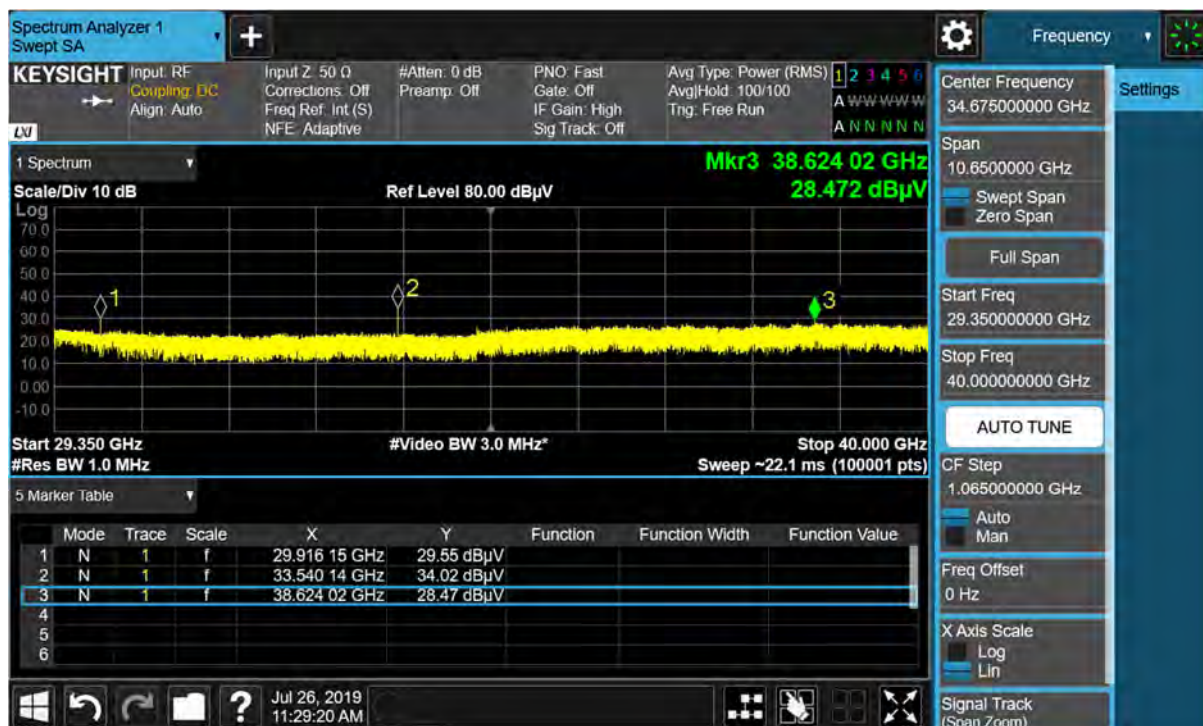 Spectrum Analyzer 1
Swept SA
Frequency
KEYSIGHT
Input: RF
Coupling: DC
Align: Auto
Input Z: 50 Ω
Corrections: Off
Freq Ref: Int (S)
NFE: Adaptive
#Atten: 0 dB
Preamp: Off
PNO: Fast
Gate: Off
IF Gain: High
Sig Track: Off
Avg Type: Power (RMS)
Avg|Hold: 100/100
Trig: Free Run
1 2 3 4 5 6
A W W W W W
A N N N N N
LXI
1 Spectrum
Mkr3 38.624 02 GHz
28.472 dBµV
Scale/Div 10 dB
Ref Level 80.00 dBµV
Log
70.0
60.0
50.0
40.0
30.0
20.0
10.0
0.00
-10.0
1
2
3
Start 29.350 GHz
#Video BW 3.0 MHz*
Stop 40.000 GHz
#Res BW 1.0 MHz
Sweep ~22.1 ms (100001 pts)
5 Marker Table
Mode Trace Scale X Y Function Function Width Function Value
1 N 1 f 29.916 15 GHz 29.55 dBµV
2 N 1 f 33.540 14 GHz 34.02 dBµV
3 N 1 f 38.624 02 GHz 28.47 dBµV
4
5
6
Jul 26, 2019
11:29:20 AM
Settings
Center Frequency
34.675000000 GHz
Span
10.6500000 GHz
Swept Span
Zero Span
Full Span
Start Freq
29.350000000 GHz
Stop Freq
40.000000000 GHz
AUTO TUNE
CF Step
1.065000000 GHz
Auto
Man
Freq Offset
0 Hz
X Axis Scale
Log
Lin
Signal Track
(Span Zoom)